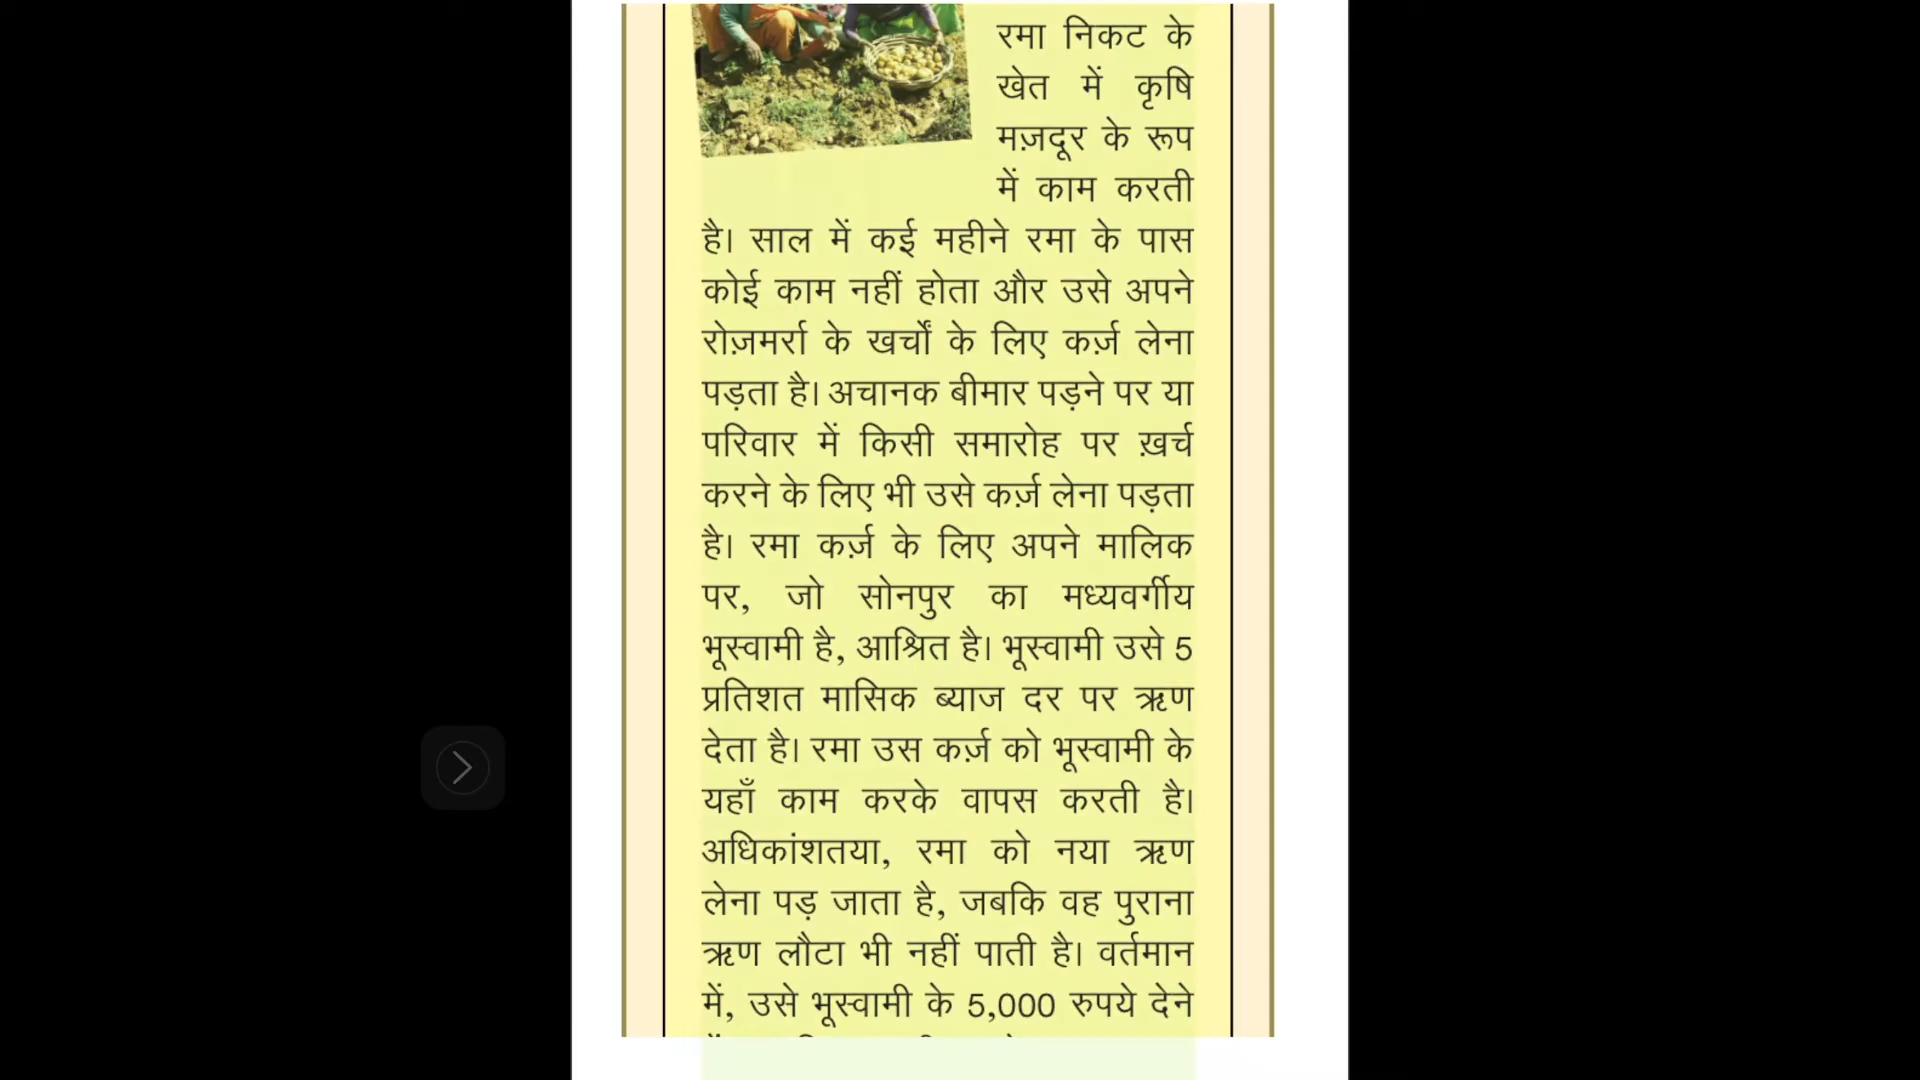 रमा निकट के
खेत में कृषि
मज़दूर के रूप
में काम करती
है। साल में कई महीने रमा के पास
कोई काम नहीं होता और उसे अपने
रोज़मर्रा के खर्चों के लिए कर्ज़ लेना
पड़ता है। अचानक बीमार पड़ने पर या
परिवार में किसी समारोह पर ख़र्च
करने के लिए भी उसे कर्ज़ लेना पड़ता
है। रमा कर्ज़ के लिए अपने मालिक
पर, जो सोनपुर का मध्यवर्गीय
भूस्वामी है, आश्रित है। भूस्वामी उसे 5
प्रतिशत मासिक ब्याज दर पर ऋण
देता है। रमा उस कर्ज़ को भूस्वामी के
यहाँ काम करके वापस करती है।
अधिकांशतया, रमा को नया ऋण
लेना पड़ जाता है, जबकि वह पुराना
ऋण लौटा भी नहीं पाती है। वर्तमान
में, उसे भूस्वामी के 5,000 रुपये देने